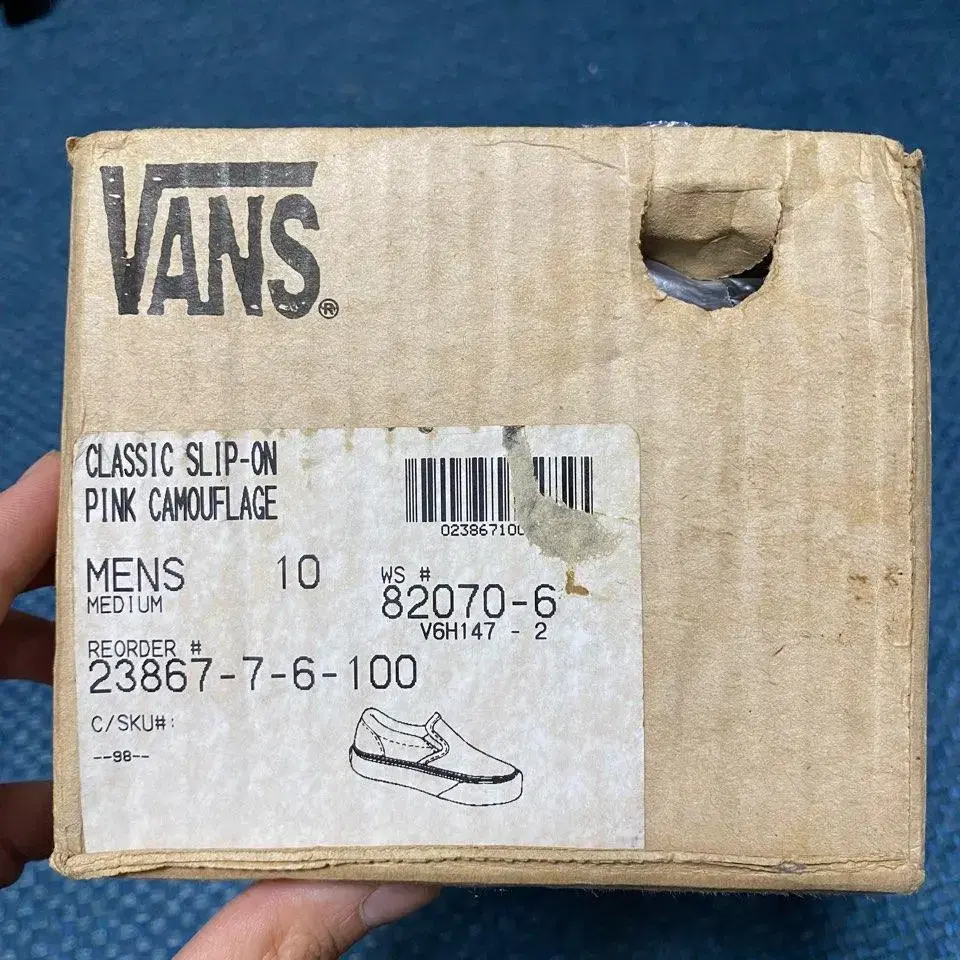 VANS®
CLASSIC SLIP-ON
PINK CAMOUFLAGE
MENS 10
MEDIUM
WS #
82070-6
V6H147 - 2
REORDER #
23867-7-6-100
C/SKU#:
--98--